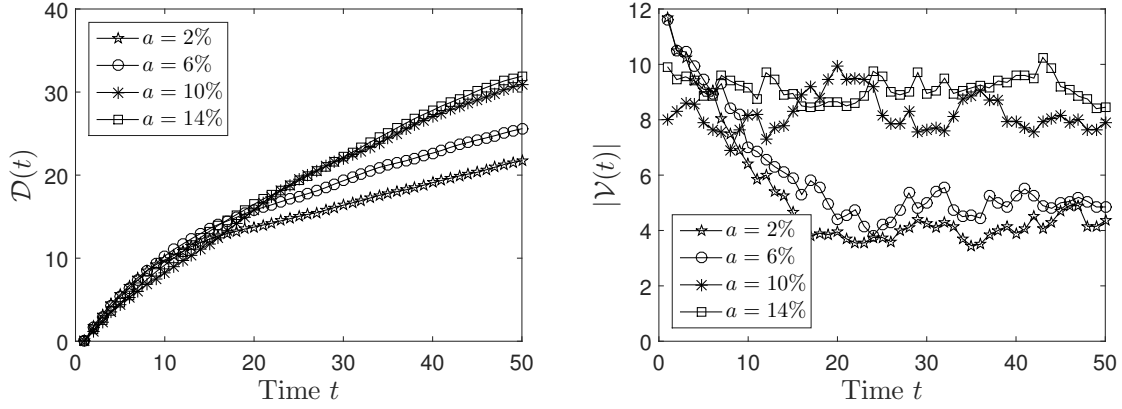 40
30
20
10
0
0 10 20 30 40 50
𝒟(t)
Time t
a = 2%
a = 6%
a = 10%
a = 14%
12
10
8
6
4
2
0
0 10 20 30 40 50
|𝒱(t)|
Time t
a = 2%
a = 6%
a = 10%
a = 14%